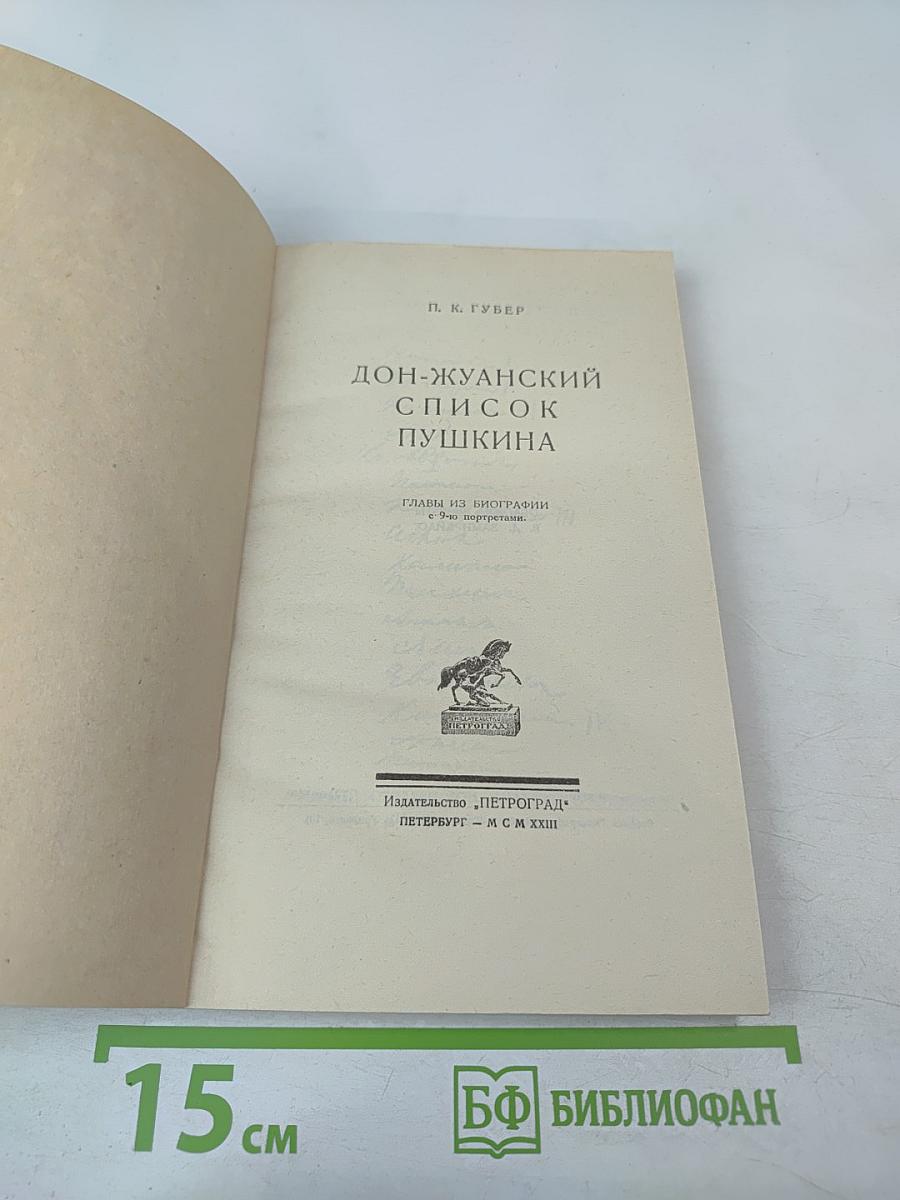 П. К. ГУБЕР
ДОН-ЖУАНСКИЙ
СПИСОК
ПУШКИНА
ГЛАВЫ ИЗ БИОГРАФИИ
с 9-ю портретами.
ИЗДАТЕЛЬСТВО
ПЕТРОГРАД
Издательство „ПЕТРОГРАД“
ПЕТЕРБУРГ — M C M XXIII
15 см
БФ БИБЛИОФАН